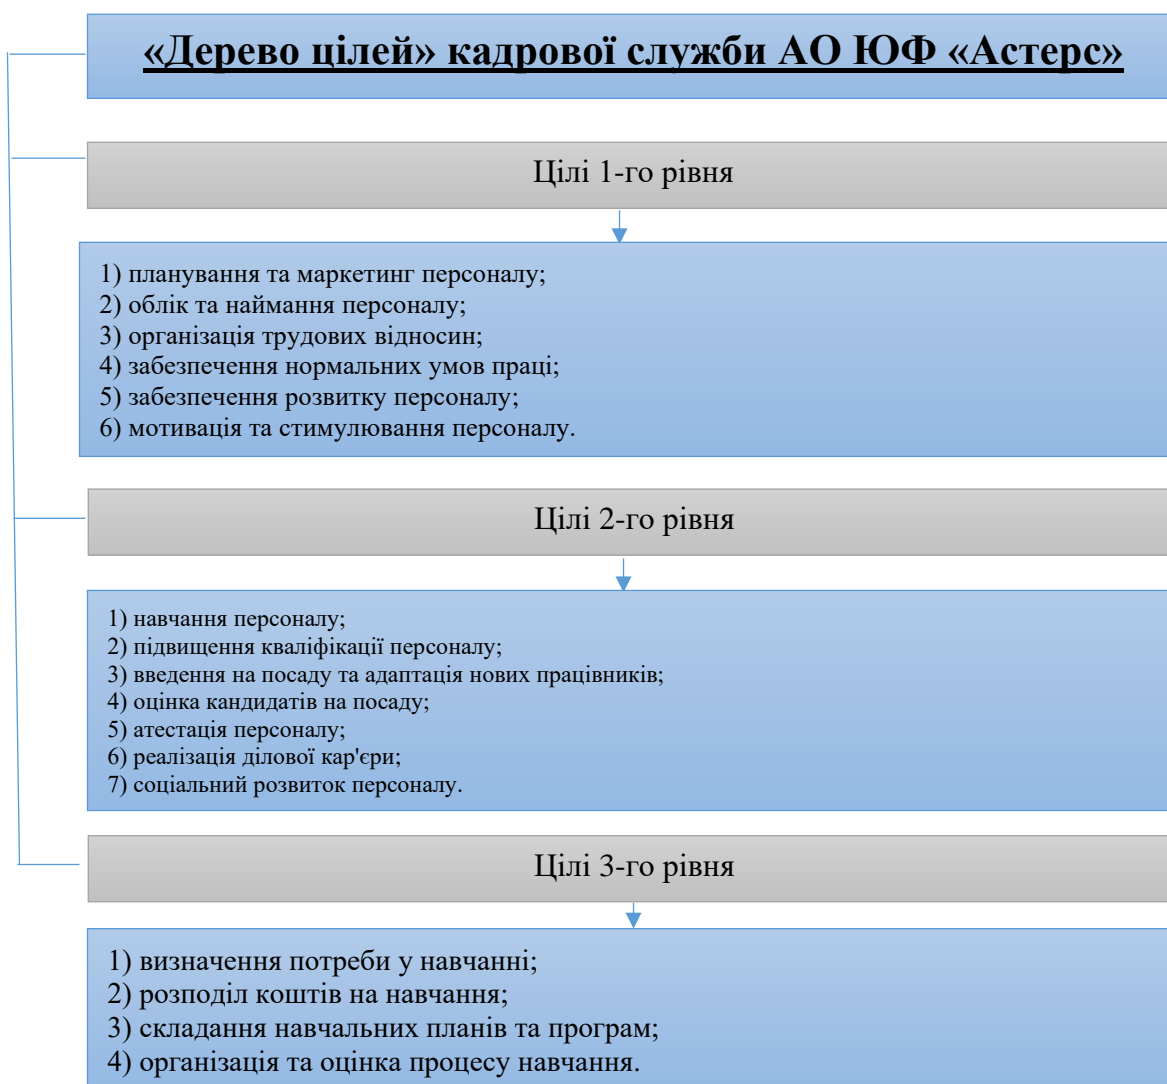 «Дерево цілей» кадрової служби АО ЮФ «Астерс»
Цілі 1-го рівня
1) планування та маркетинг персоналу;
2) облік та наймання персоналу;
3) організація трудових відносин;
4) забезпечення нормальних умов праці;
5) забезпечення розвитку персоналу;
6) мотивація та стимулювання персоналу.
Цілі 2-го рівня
1) навчання персоналу;
2) підвищення кваліфікації персоналу;
3) введення на посаду та адаптація нових працівників;
4) оцінка кандидатів на посаду;
5) атестація персоналу;
6) реалізація ділової кар'єри;
7) соціальний розвиток персоналу.
Цілі 3-го рівня
1) визначення потреби у навчанні;
2) розподіл коштів на навчання;
3) складання навчальних планів та програм;
4) організація та оцінка процесу навчання.